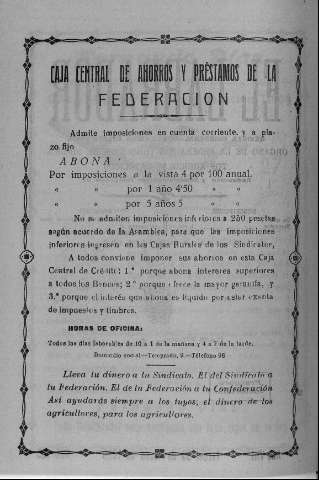 CAJA CENTRAL DE AHORROS Y PRÉSTAMOS DE LA
FEDERACION
Admite imposiciones en cuenta corriente, y a pla-
zo fijo
ABONA:
Por imposiciones a la vista 4 por 100 anual.
« « por 1 año 4'50 « «
« « por 5 años 5 « «
No se admiten imposiciones inferiores a 250 pesetas
según acuerdo de la Asamblea, para que las imposiciones
inferiores ingresen en las Cajas Rurales de los Sindicatos,
A todos conviene imponer sus ahorros en esta Caja
Central de Crédito: 1.º porque abona intereses superiores
a todos los Bancos; 2.º porque ofrece la mayor garantía, y
3.º porque el interés que abona es líquido por estar exenta
de impuestos y timbres.
HORAS DE OFICINA:
Todos los días laborables de 10 a 1 de la mañana y 4 a 7 de la tarde.
Domicilio social—Temprado, 9.—Teléfono 96
Lleva tu dinero a tu Sindicato. El del Sindicato a
tu Federación. El de la Federación a tu Confederación
Así ayudarás siempre a los tuyos, el dinero de los
agricultores, para los agricultores.